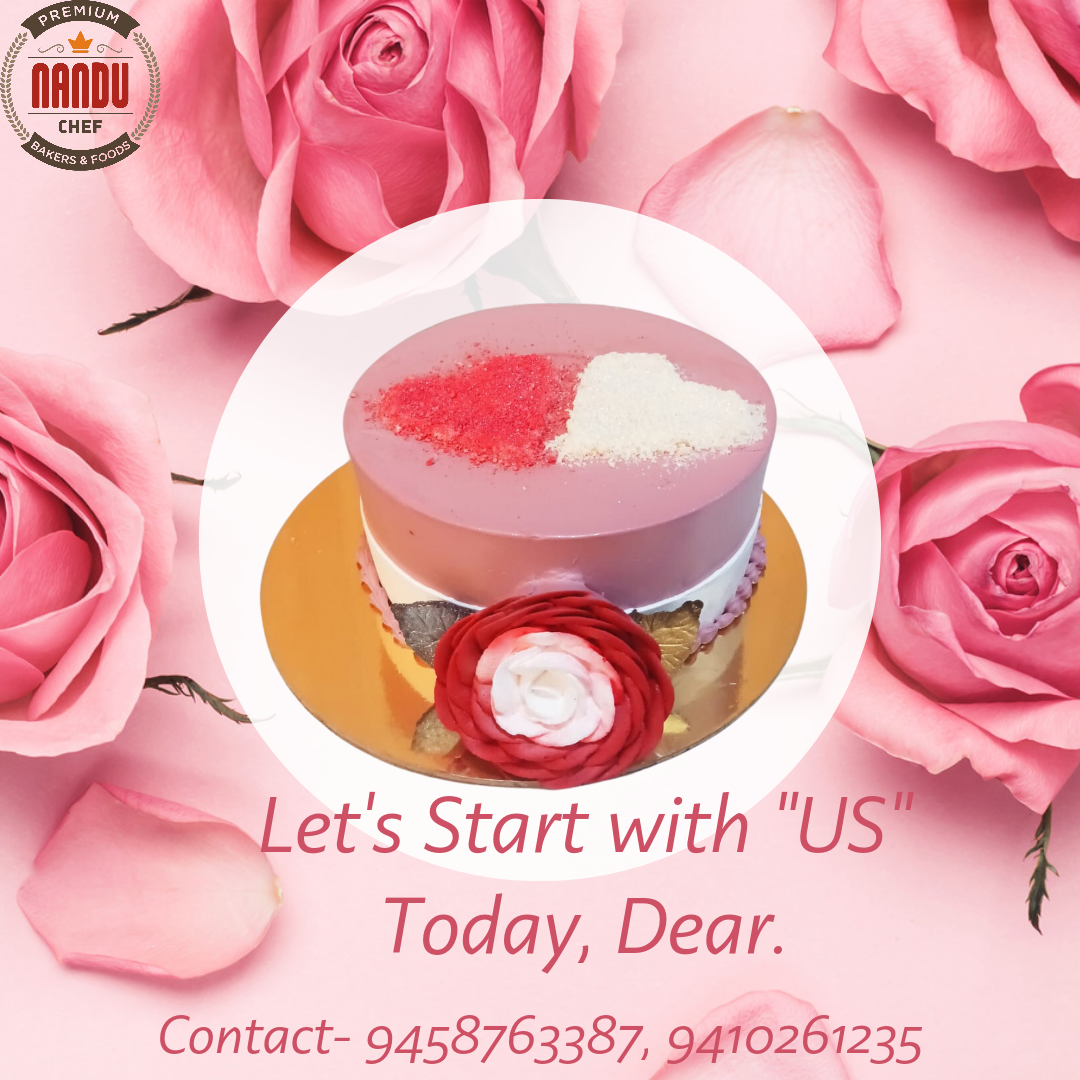 PREMIUM
NANDU
CHEF
BAKERS & FOODS
Let's Start with "US"
Today, Dear.
Contact- 9458763387, 9410261235